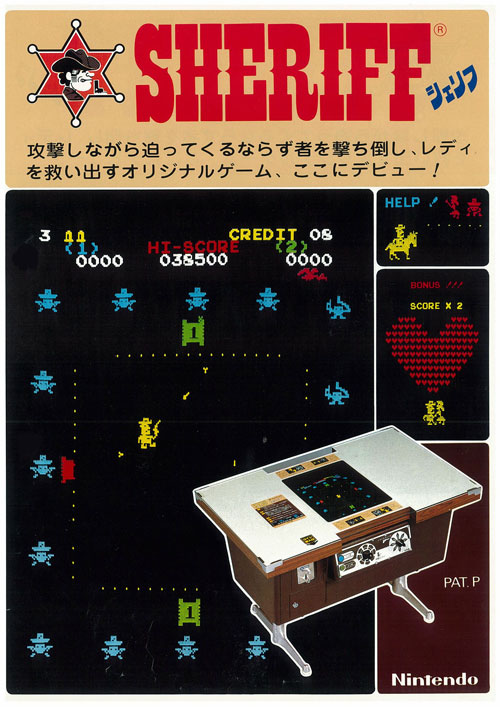 SHERIFF®
シェリフ
攻撃しながら迫ってくるならず者を撃ち倒し、レディ
を救い出すオリジナルゲーム、ここにデビュー!
3 CREDIT 08
(1) HI-SCORE (2)
0000 038500 0000
1
1
HELP !
BONUS !!!
SCORE X 2
PAT. P
Nintendo